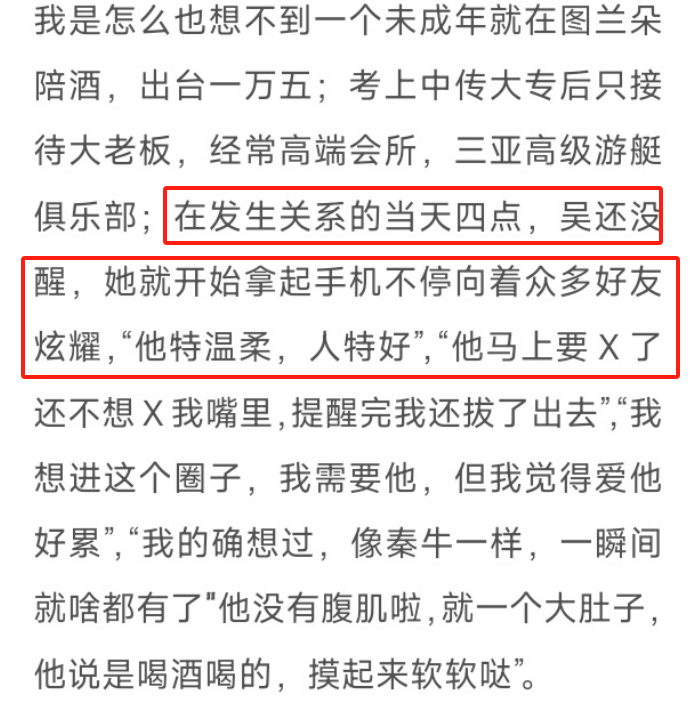 我是怎么也想不到一个未成年就在图兰朵
陪酒，出台一万五；考上中传大专后只接
待大老板，经常高端会所，三亚高级游艇
俱乐部；在发生关系的当天四点，吴还没
醒，她就开始拿起手机不停向着众多好友
炫耀,“他特温柔，人特好”,“他马上要 X 了
还不想 X 我嘴里,提醒完我还拔了出去”,“我
想进这个圈子，我需要他，但我觉得爱他
好累”,“我的确想过，像秦牛一样，一瞬间
就啥都有了"他没有腹肌啦,就一个大肚子,
他说是喝酒喝的，摸起来软软哒”。